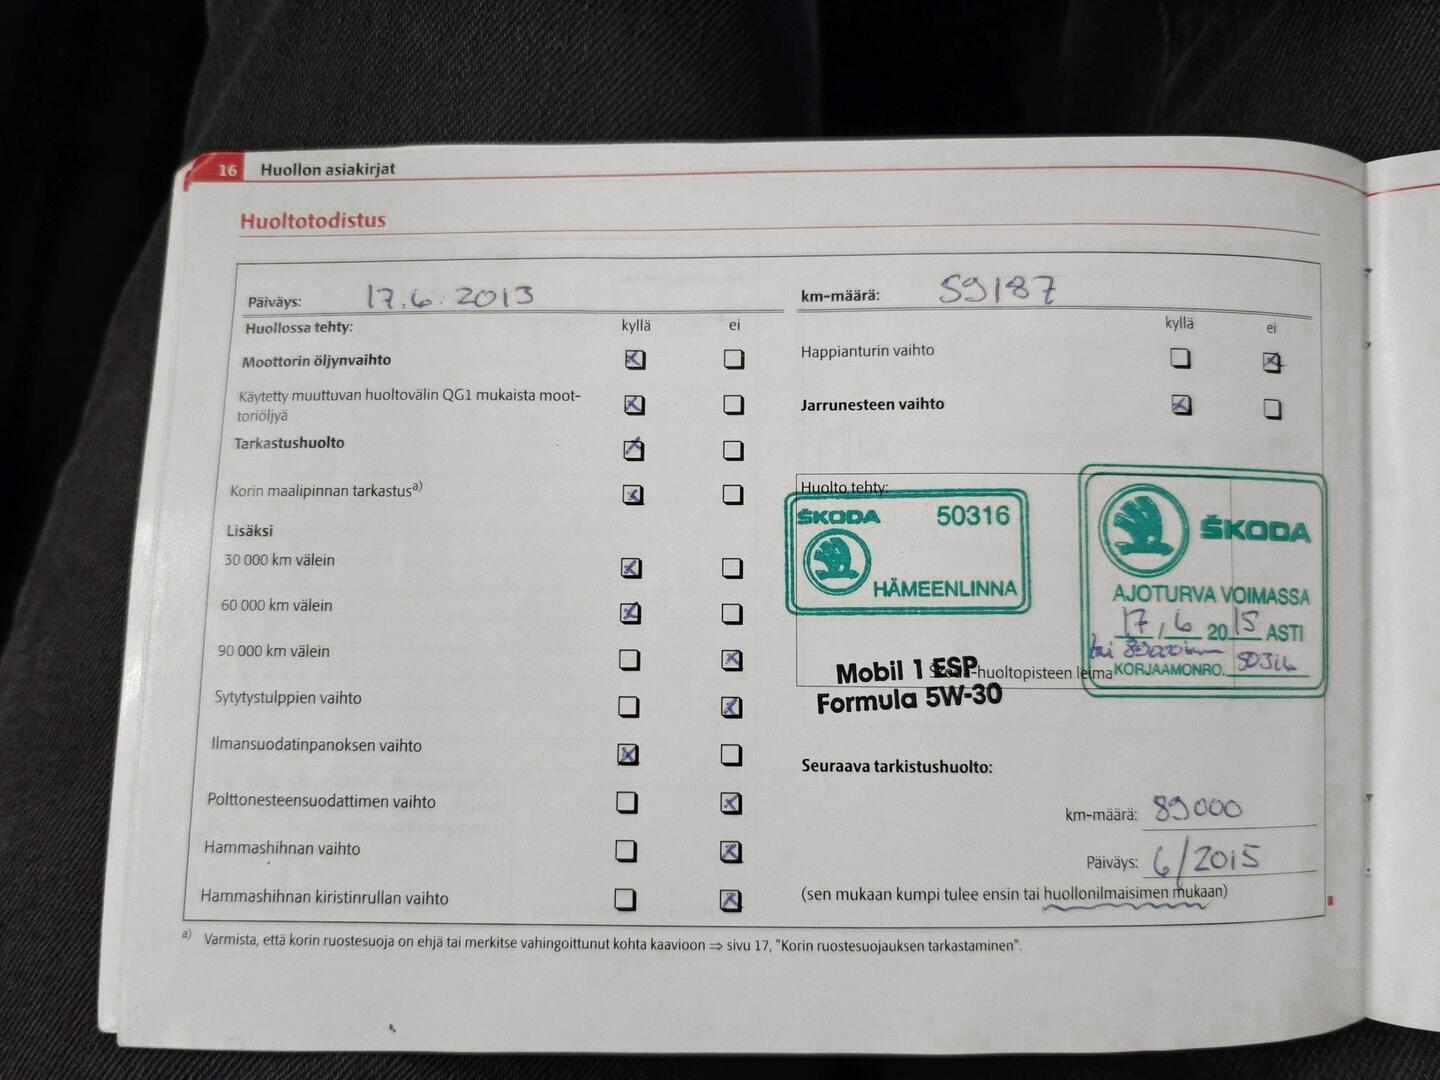 16 Huollon asiakirjat
Huoltotodistus
Päiväys: 17.6.2013
Huollossa tehty: kyllä ei
Moottorin öljynvaihto
Käytetty muuttuvan huoltovälin QG1 mukaista moot-
toriöljyä
Tarkastushuolto
Korin maalipinnan tarkastus a)
Lisäksi
30 000 km välein
60 000 km välein
90 000 km välein
Sytytystulppien vaihto
Ilmansuodatinpanoksen vaihto
Polttonesteensuodattimen vaihto
Hammashihnan vaihto
Hammashihnan kiristinrullan vaihto
km-määrä: 59187
kyllä ei
Happianturin vaihto
Jarrunesteen vaihto
Huolto tehty:
ŠKODA 50316
HÄMEENLINNA
ŠKODA
AJOTURVA VOIMASSA
17/6 2015 ASTI
tai 89000 km
KORJAAMONRO. 50316
Mobil 1 ESP
Formula 5W-30
-huoltopisteen leima
Seuraava tarkistushuolto:
km-määrä: 89000
Päiväys: 6/2015
(sen mukaan kumpi tulee ensin tai huollonilmaisimen mukaan)
a) Varmista, että korin ruostesuoja on ehjä tai merkitse vahingoittunut kohta kaavioon ⇒ sivu 17, "Korin ruostesuojauksen tarkastaminen".